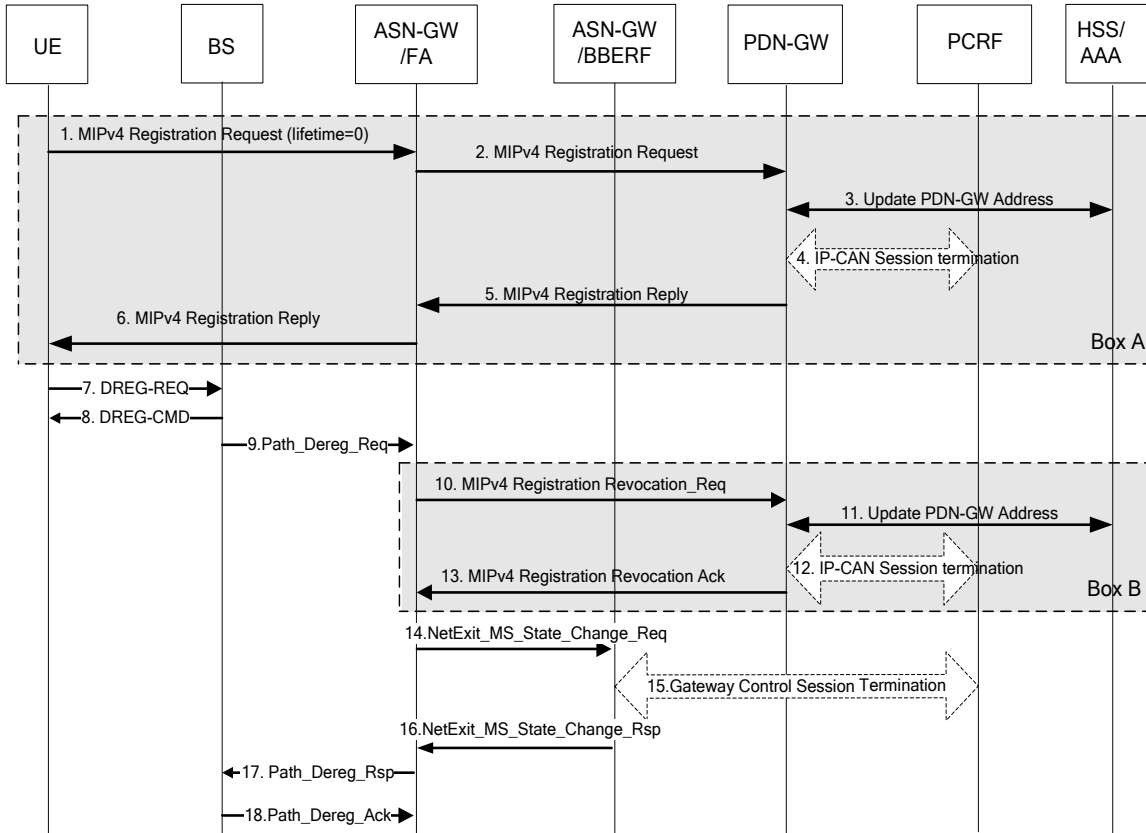 UE
BS
ASN-GW
/FA
ASN-GW
/BBERF
PDN-GW
PCRF
HSS/
AAA
1. MIPv4 Registration Request (lifetime=0)
2. MIPv4 Registration Request
3. Update PDN-GW Address
4. IP-CAN Session termination
5. MIPv4 Registration Reply
6. MIPv4 Registration Reply
Box A
7. DREG-REQ
8. DREG-CMD
9.Path_Dereg_Req
10. MIPv4 Registration Revocation_Req
11. Update PDN-GW Address
12. IP-CAN Session termination
13. MIPv4 Registration Revocation Ack
Box B
14.NetExit_MS_State_Change_Req
15.Gateway Control Session Termination
16.NetExit_MS_State_Change_Rsp
17. Path_Dereg_Rsp
18.Path_Dereg_Ack